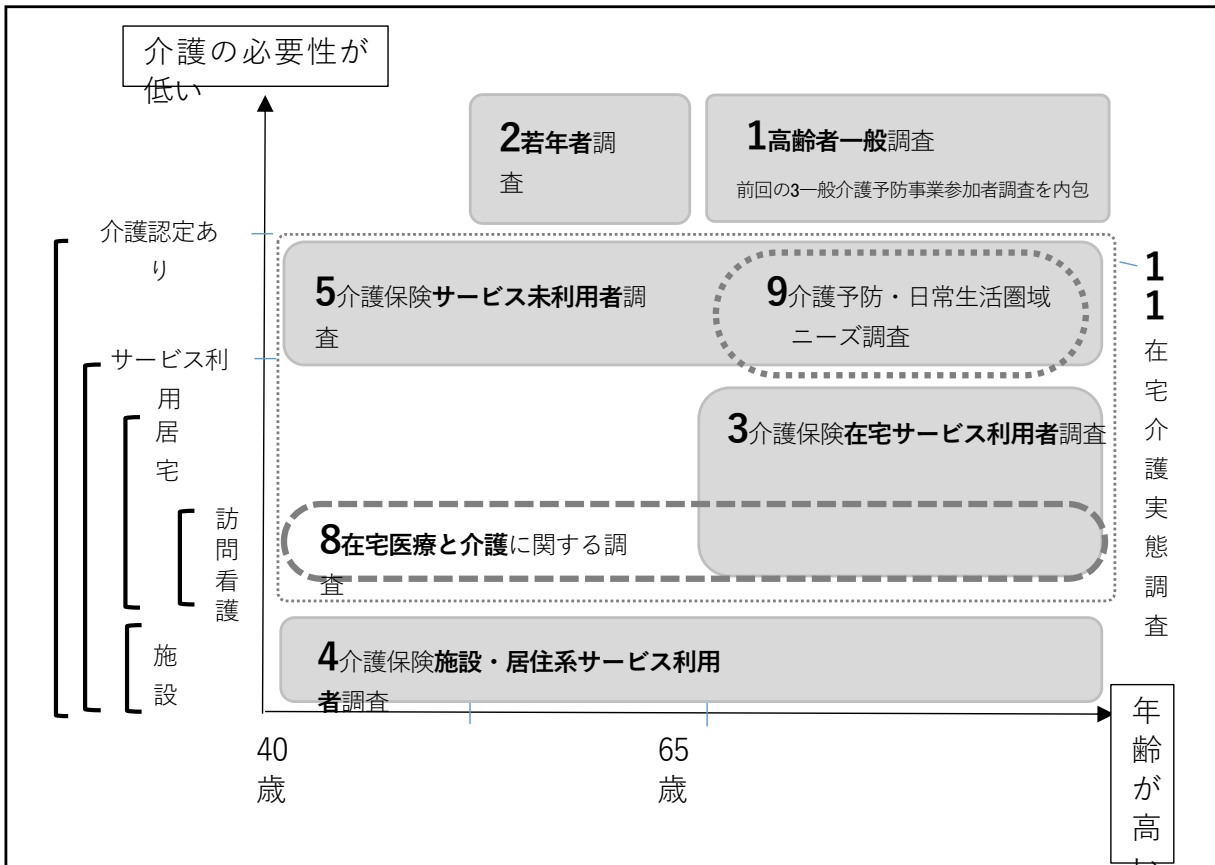 介護の必要性が
低い
2若年者調
査
1高齢者一般調査
前回の3一般介護予防事業参加者調査を内包
介護認定あ
り
5介護保険サービス未利用者調
査
9介護予防・日常生活圏域
ニーズ調査
11在宅介護実態調査
サービス利
用
居宅
3介護保険在宅サービス利用者調査
訪問看護
8在宅医療と介護に関する調
査
施設
4介護保険施設・居住系サービス利用
者調査
40
歳
65
歳
年齢が高